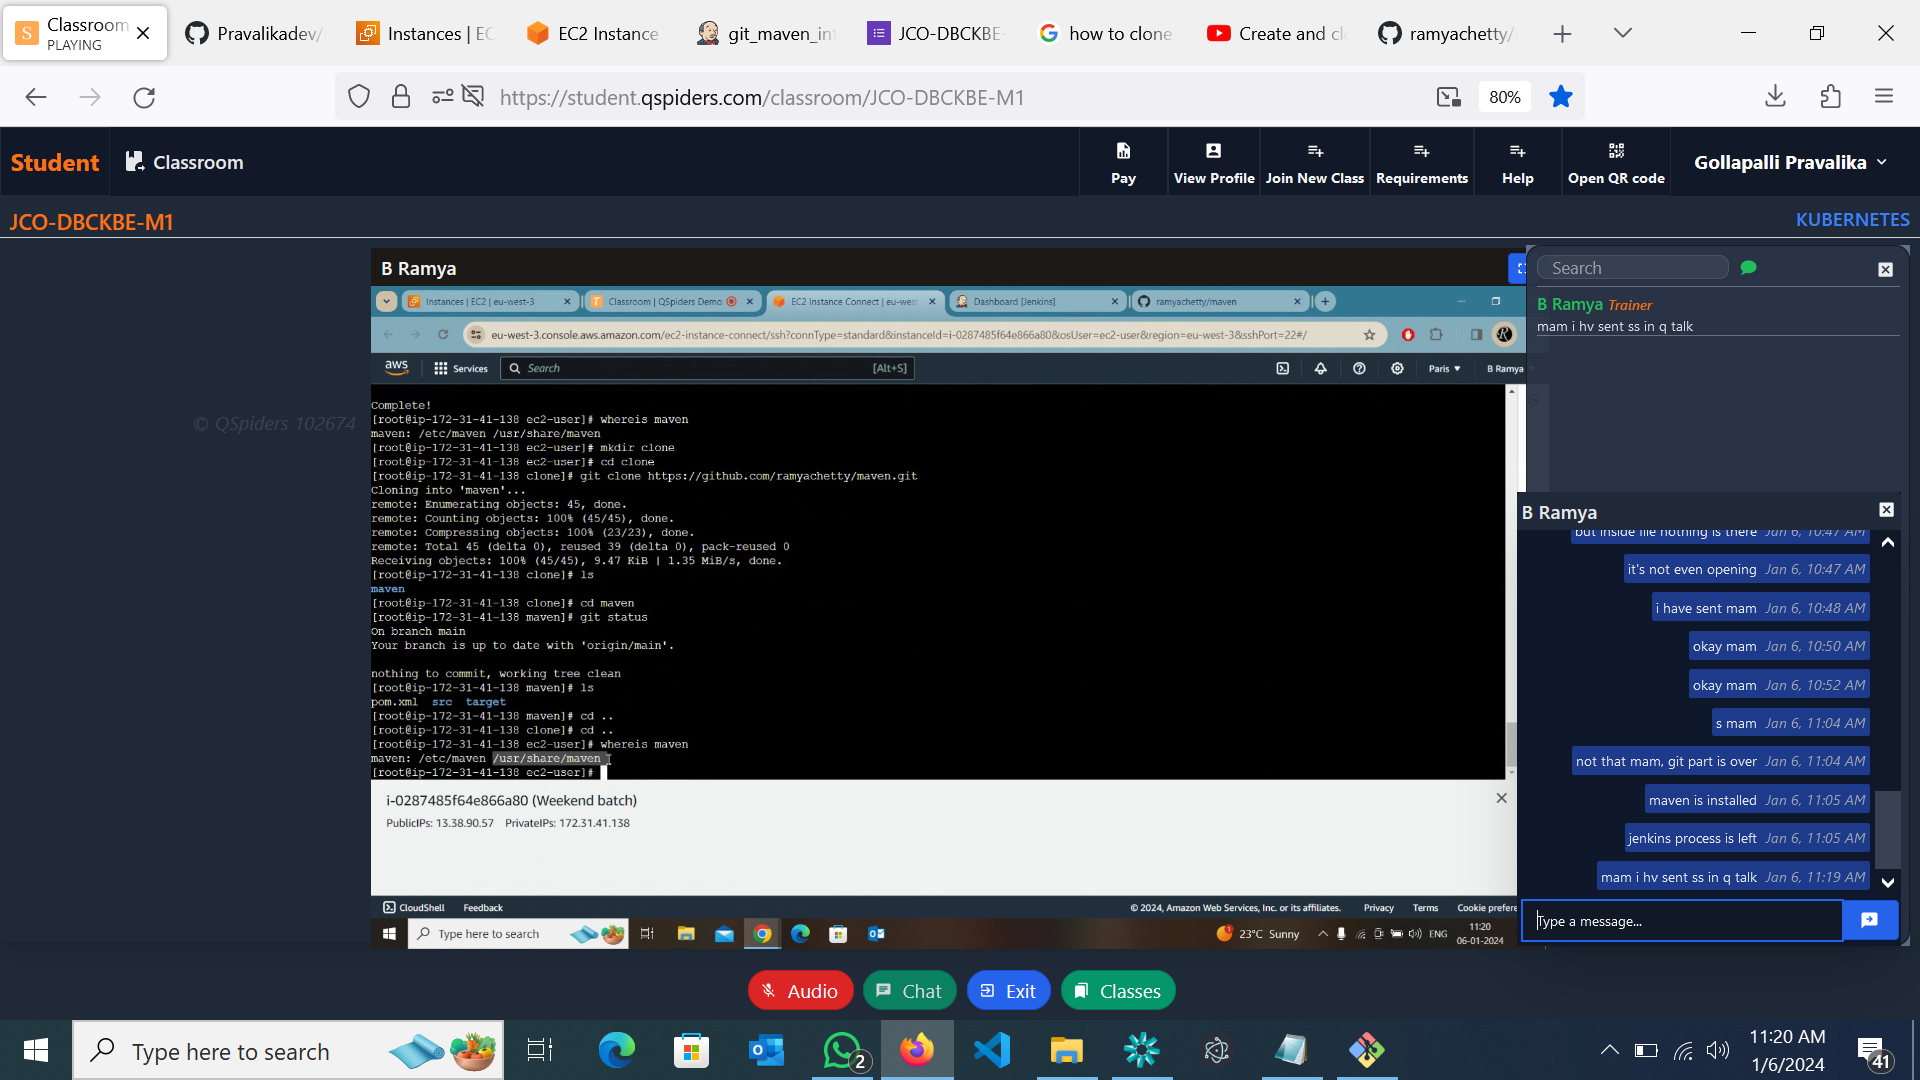 Classroom
PLAYING
Pravalikadev/
Instances | EC
EC2 Instance
git_maven_in
JCO-DBCKBE-
how to clone
Create and cl
ramyachetty/
https://student.qspiders.com/classroom/JCO-DBCKBE-M1
80%
Student
Classroom
Pay
View Profile
Join New Class
Requirements
Help
Open QR code
Gollapalli Pravalika
JCO-DBCKBE-M1
KUBERNETES
© QSpiders 102674
B Ramya
Instances | EC2 | eu-west-3
Classroom | QSpiders Demo
EC2 Instance Connect | eu-west
Dashboard [Jenkins]
ramyachetty/maven
eu-west-3.console.aws.amazon.com/ec2-instance-connect/ssh?connType=standard&instanceId=i-0287485f64e866a80&osUser=ec2-user&region=eu-west-3&sshPort=22#/
aws
Services
Search
[Alt+S]
Paris
B Ramya
Complete!
[root@ip-172-31-41-138 ec2-user]# whereis maven
maven: /etc/maven /usr/share/maven
[root@ip-172-31-41-138 ec2-user]# mkdir clone
[root@ip-172-31-41-138 ec2-user]# cd clone
[root@ip-172-31-41-138 clone]# git clone https://github.com/ramyachetty/maven.git
Cloning into 'maven'...
remote: Enumerating objects: 45, done.
remote: Counting objects: 100% (45/45), done.
remote: Compressing objects: 100% (23/23), done.
remote: Total 45 (delta 0), reused 39 (delta 0), pack-reused 0
Receiving objects: 100% (45/45), 9.47 KiB | 1.35 MiB/s, done.
[root@ip-172-31-41-138 clone]# ls
maven
[root@ip-172-31-41-138 clone]# cd maven
[root@ip-172-31-41-138 maven]# git status
On branch main
Your branch is up to date with 'origin/main'.
nothing to commit, working tree clean
[root@ip-172-31-41-138 maven]# ls
pom.xml src target
[root@ip-172-31-41-138 maven]# cd ..
[root@ip-172-31-41-138 clone]# cd ..
[root@ip-172-31-41-138 ec2-user]# whereis maven
maven: /etc/maven /usr/share/maven
[root@ip-172-31-41-138 ec2-user]#
i-0287485f64e866a80 (Weekend batch)
PublicIPs: 13.38.90.57 PrivateIPs: 172.31.41.138
CloudShell
Feedback
© 2024, Amazon Web Services, Inc. or its affiliates.
Privacy
Terms
Cookie prefere
Type here to search
23°C Sunny
ENG
11:20
06-01-2024
Search
B Ramya Trainer
mam i hv sent ss in q talk
B Ramya
but inside file nothing is there Jan 6, 10:47 AM
it's not even opening Jan 6, 10:47 AM
i have sent mam Jan 6, 10:48 AM
okay mam Jan 6, 10:50 AM
okay mam Jan 6, 10:52 AM
s mam Jan 6, 11:04 AM
not that mam, git part is over Jan 6, 11:04 AM
maven is installed Jan 6, 11:05 AM
jenkins process is left Jan 6, 11:05 AM
mam i hv sent ss in q talk Jan 6, 11:19 AM
Type a message...
Audio
Chat
Exit
Classes
Type here to search
2
11:20 AM
1/6/2024
41